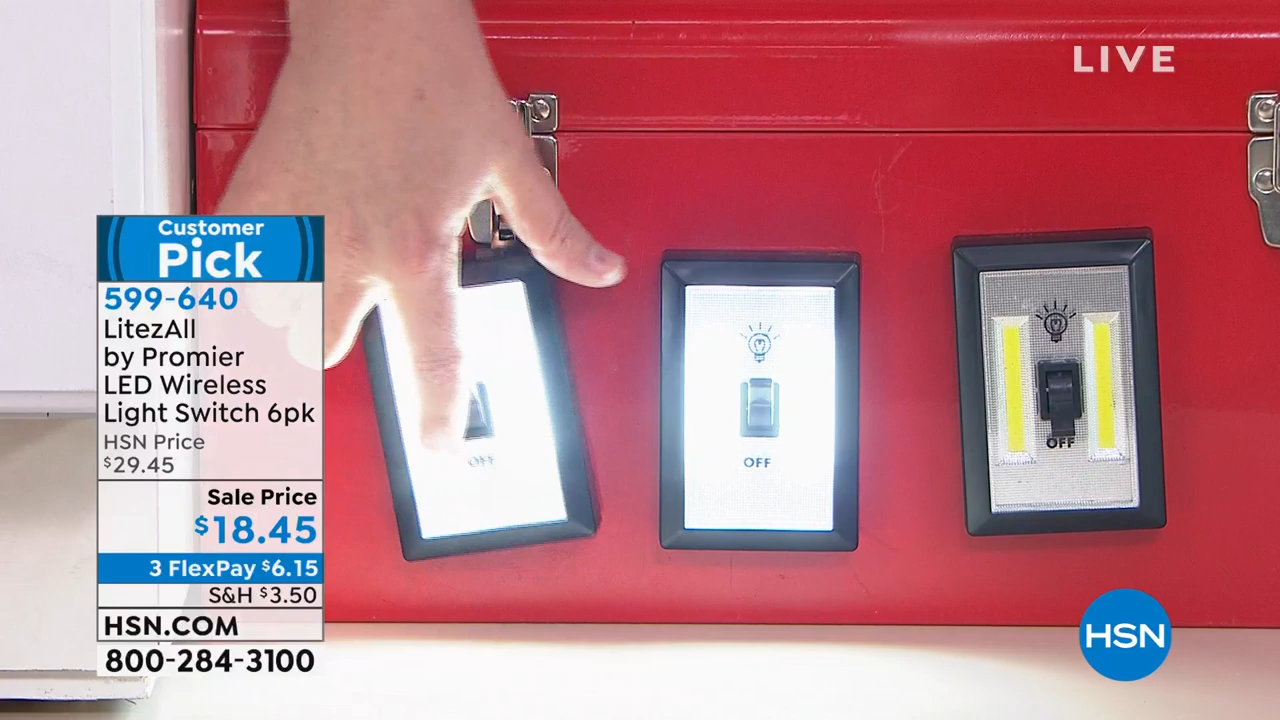 LIVE
Customer
Pick
599-640
LitezAll
by Promier
LED Wireless
Light Switch 6pk
HSN Price
$29.45
Sale Price
$18.45
3 FlexPay $6.15
S&H $3.50
HSN.COM
800-284-3100
OFF
OFF
OFF
HSN